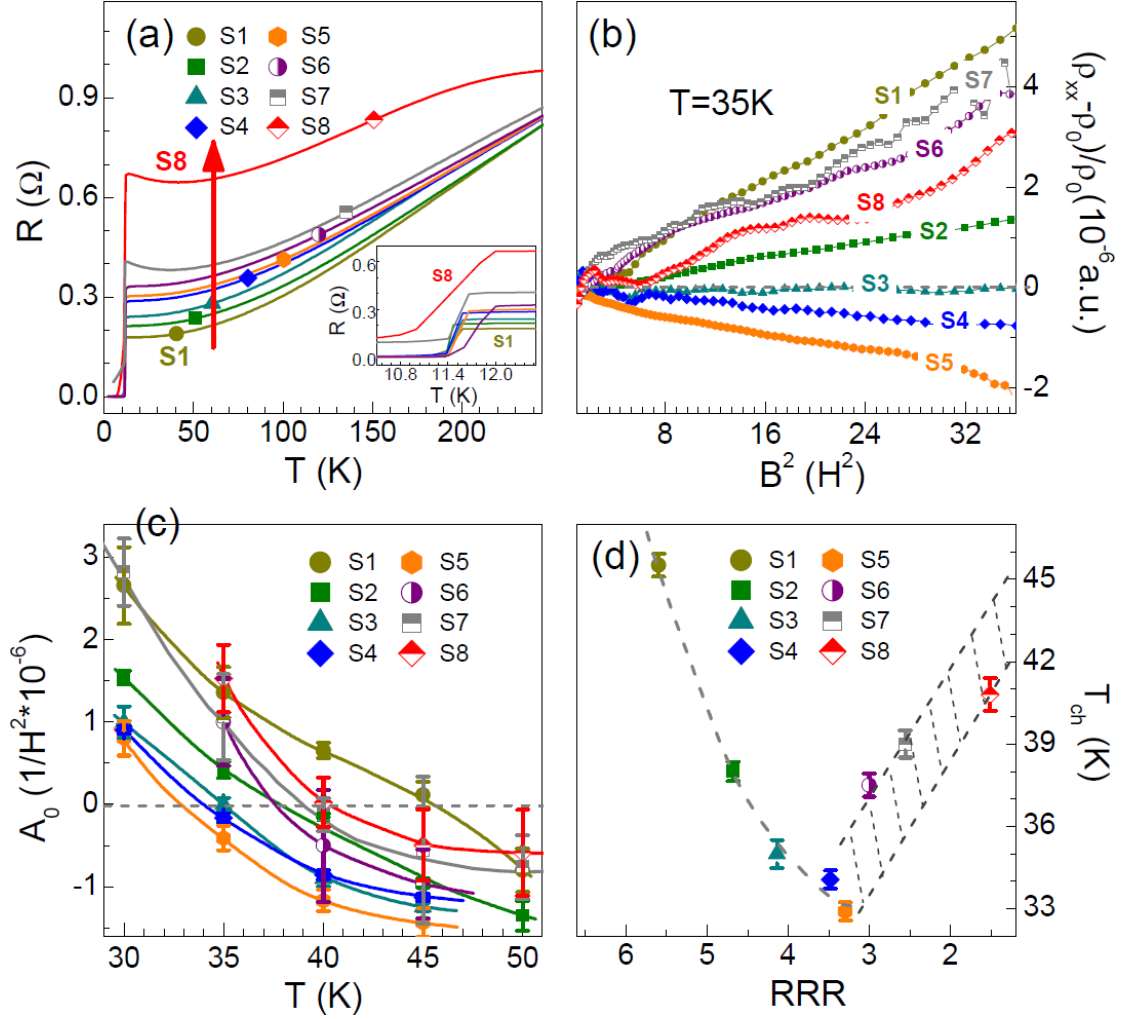 (a)
S1 S5
S2 S6
S3 S7
S4 S8
S8
S1
R (Ω)
0.9
0.6
0.3
0.0
0 50 100 150 200
T (K)
S8
S1
R (Ω)
0.6
0.3
0.0
10.8 11.4 12.0
T (K)
(b)
T=35K
S1
S7
S6
S8
S2
S3
S4
S5
4
2
0
-2
(ρxx-ρ0)/ρ0(10-6a.u.)
8 16 24 32
B2 (H2)
(c)
S1 S5
S2 S6
S3 S7
S4 S8
A0 (1/H2*10-6)
3
2
1
0
-1
30 35 40 45 50
T (K)
(d)
S1 S5
S2 S6
S3 S7
S4 S8
45
42
39
36
33
Tch (K)
6 5 4 3 2
RRR